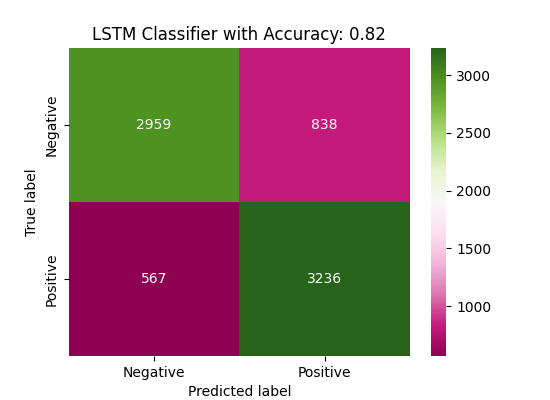 LSTM Classifier with Accuracy: 0.82
True label
Negative
2959 838
Positive
567 3236
Negative Positive
Predicted label
3000
2500
2000
1500
1000